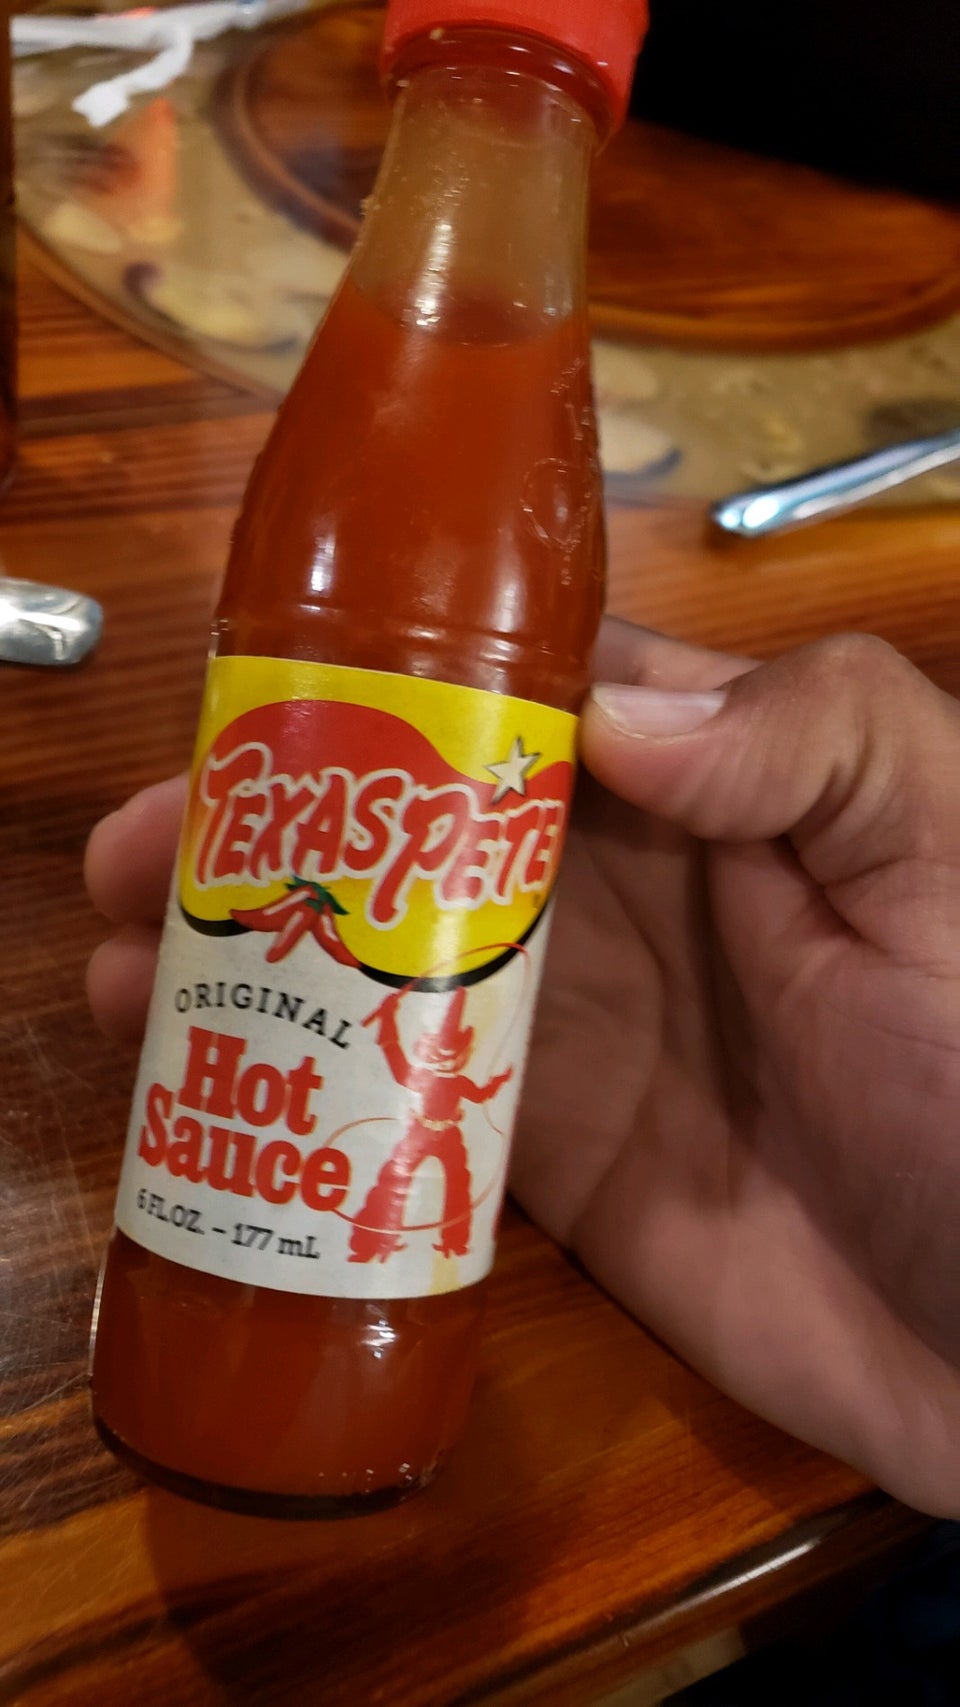 TEXAS PETE
ORIGINAL
Hot
Sauce
6 FL.OZ. – 177 mL